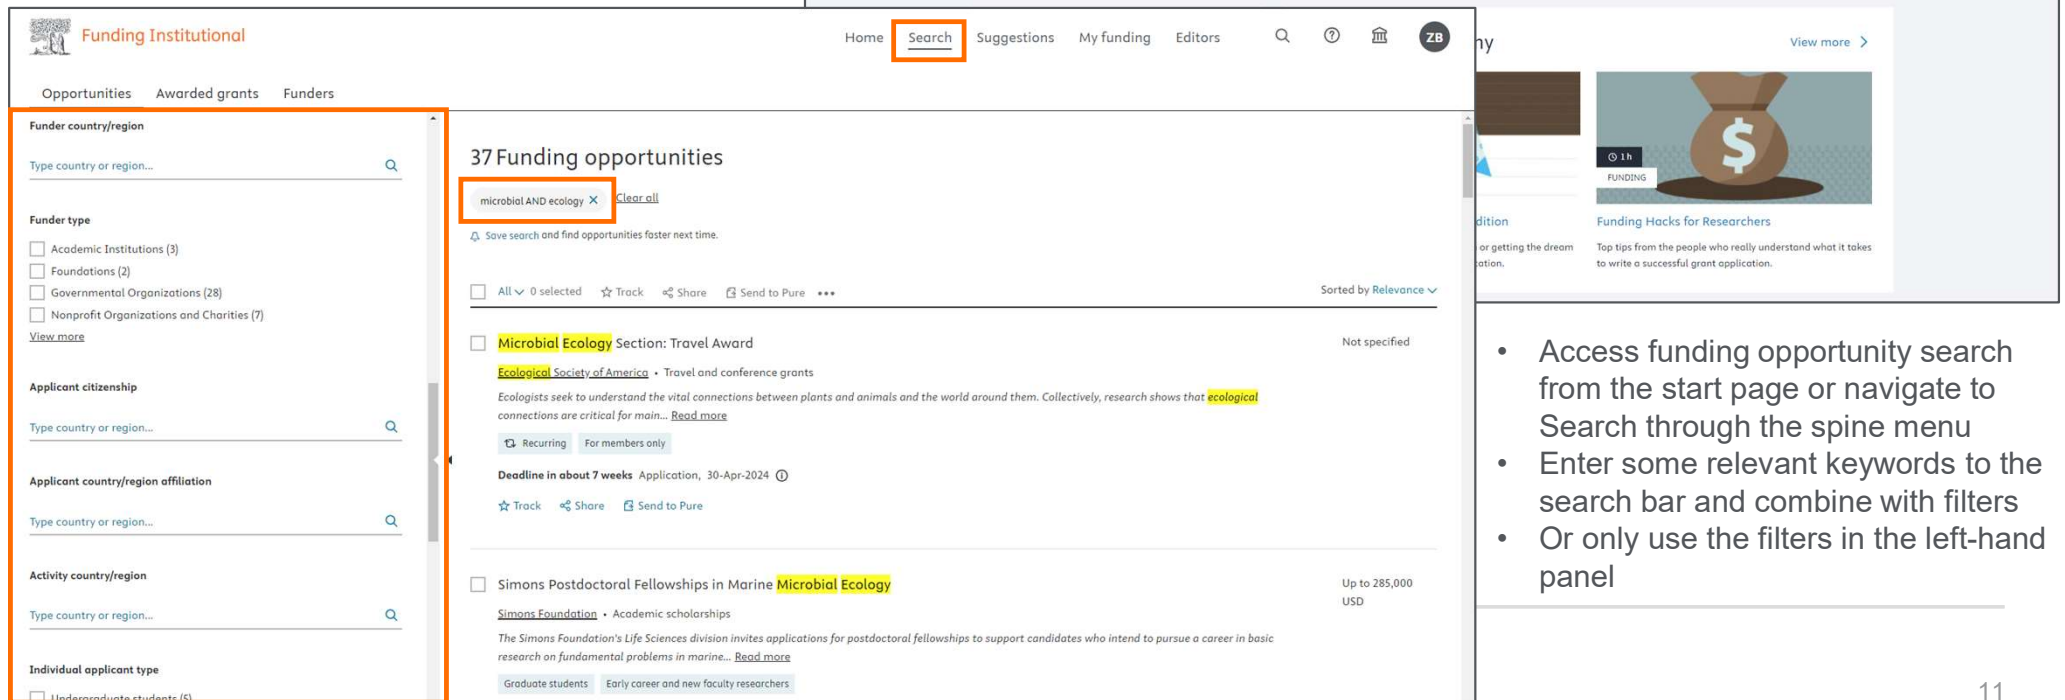 Funding Institutional
Home Search Suggestions My funding Editors ZB
Opportunities Awarded grants Funders
Funder country/region
Type country or region...
Funder type
Academic Institutions (3)
Foundations (2)
Governmental Organizations (28)
Nonprofit Organizations and Charities (7)
View more
Applicant citizenship
Type country or region...
Applicant country/region affiliation
Type country or region...
Activity country/region
Type country or region...
Individual applicant type
Undergraduate students (5)
37 Funding opportunities
microbial AND ecology × Clear all
Save search and find opportunities faster next time.
All 0 selected Track Share Send to Pure •••
Sorted by Relevance
Microbial Ecology Section: Travel Award
Not specified
Ecological Society of America • Travel and conference grants
Ecologists seek to understand the vital connections between plants and animals and the world around them. Collectively, research shows that ecological
connections are critical for main... Read more
Recurring For members only
Deadline in about 7 weeks Application, 30-Apr-2024
Track Share Send to Pure
Simons Postdoctoral Fellowships in Marine Microbial Ecology
Up to 285,000
USD
Simons Foundation • Academic scholarships
The Simons Foundation's Life Sciences division invites applications for postdoctoral fellowships to support candidates who intend to pursue a career in basic
research on fundamental problems in marine... Read more
Graduate students Early career and new faculty researchers
View more
$
1h
FUNDING
Funding Hacks for Researchers
or getting the dream
Top tips from the people who really understand what it takes
to write a successful grant application.
• Access funding opportunity search
from the start page or navigate to
Search through the spine menu
• Enter some relevant keywords to the
search bar and combine with filters
• Or only use the filters in the left-hand
panel
11